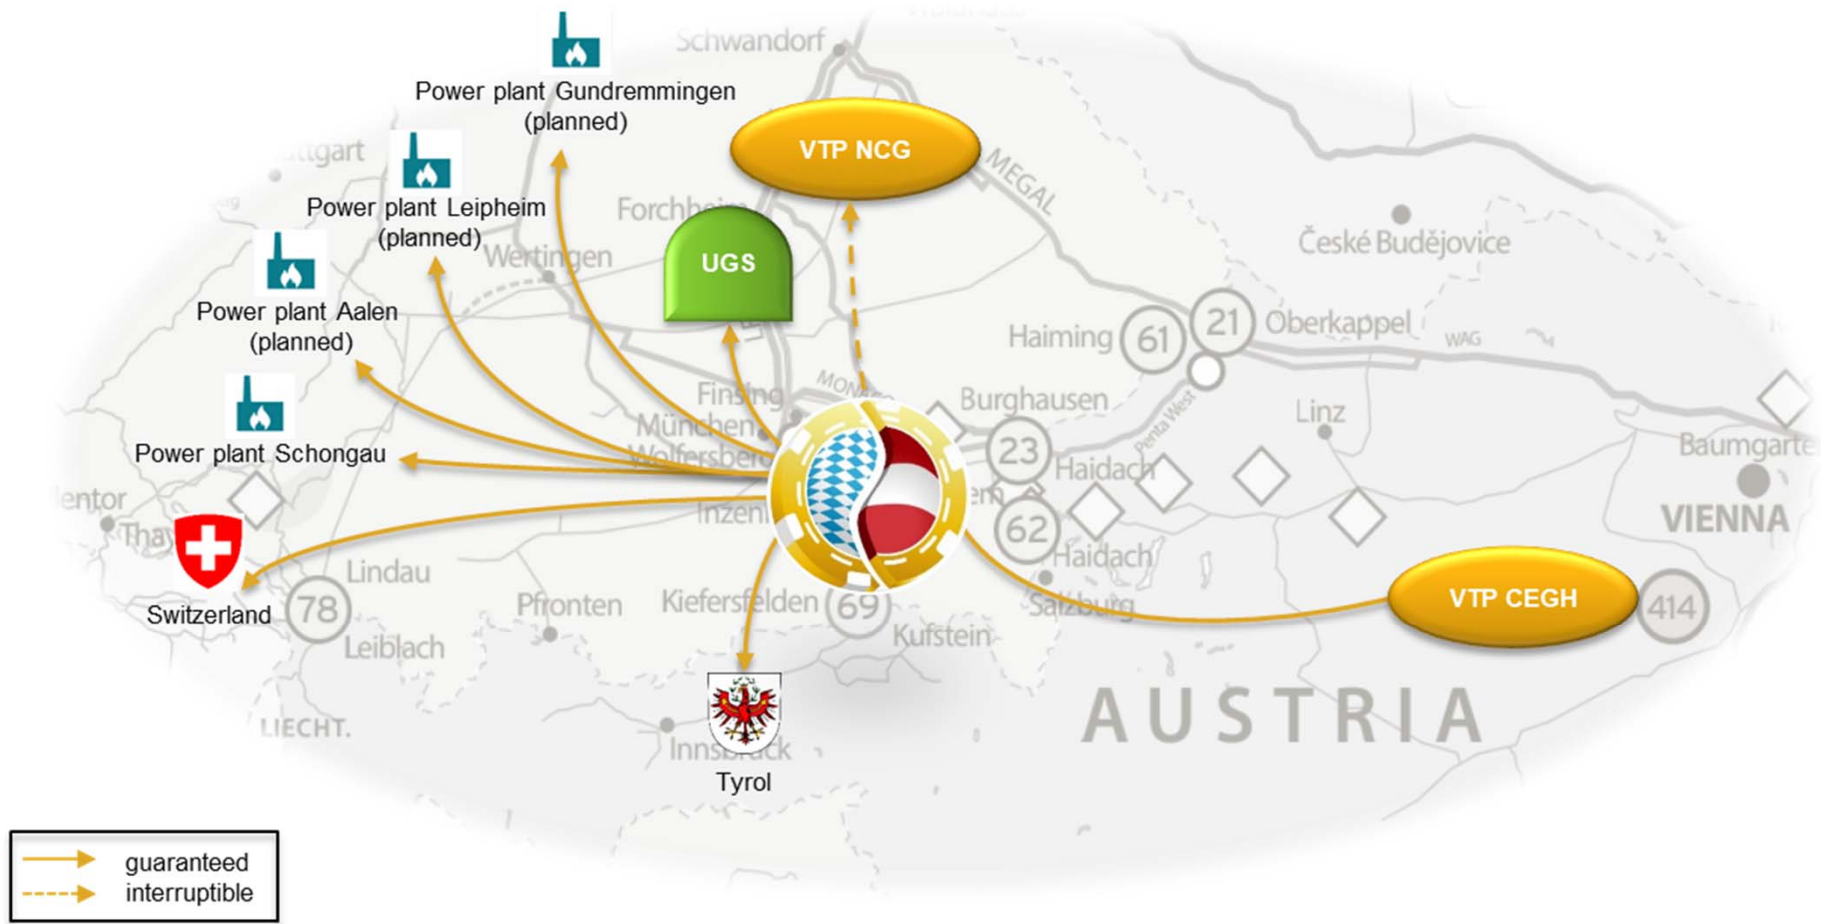 Schwandorf
Power plant Gundremmingen
(planned)
VTP NCG
MEGAL
Power plant Leipheim
(planned)
Forchheim
UGS
Wertingen
České Budějovice
Power plant Aalen
(planned)
Haiming
61
21
Oberkappel
WAG
Power plant Schongau
Finsing
München
Wolfersberg
Burghausen
23
Haidach
Penta West
Linz
Baumgarte
VIENNA
62
Haidach
Switzerland
78
Lindau
Leiblach
Pfronten
Kiefersfelden
69
Kufstein
Salzburg
VTP CEGH
414
LIECHT.
Innsbruck
Tyrol
AUSTRIA
guaranteed
interruptible